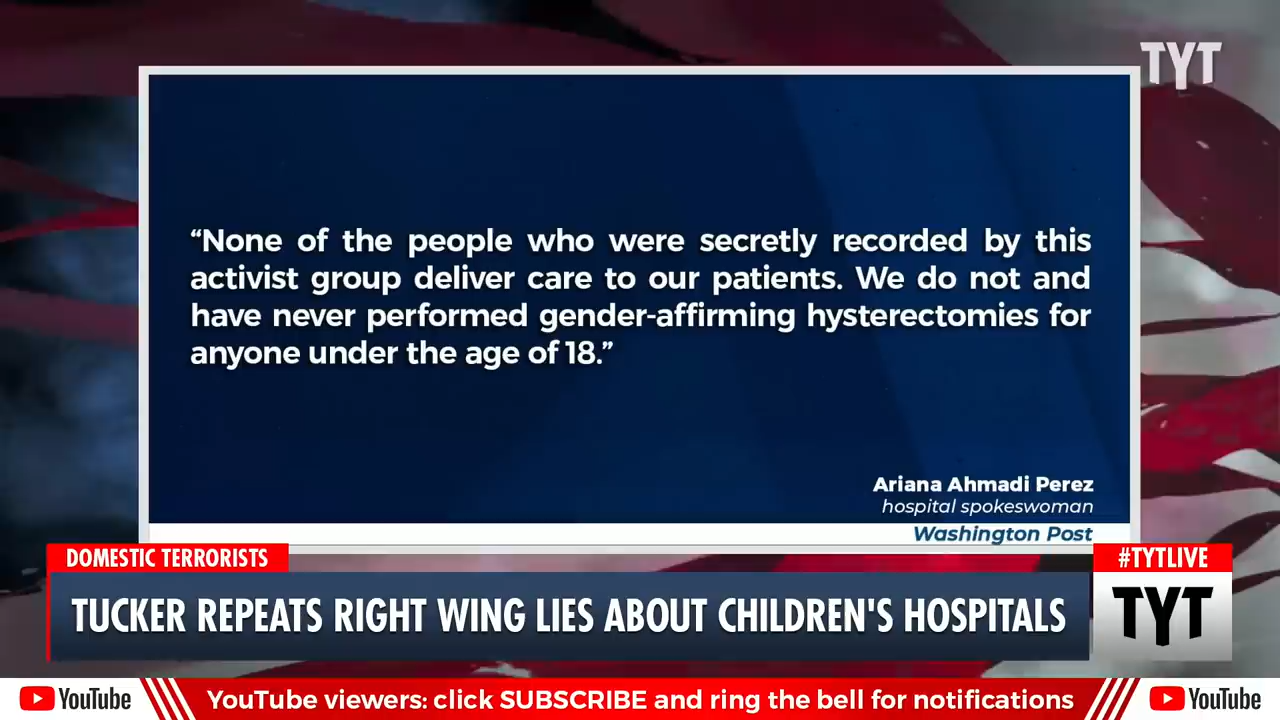 TYT
“None of the people who were secretly recorded by this
activist group deliver care to our patients. We do not and
have never performed gender-affirming hysterectomies for
anyone under the age of 18.”
Ariana Ahmadi Perez
hospital spokeswoman
Washington Post
DOMESTIC TERRORISTS
#TYTLIVE
TUCKER REPEATS RIGHT WING LIES ABOUT CHILDREN'S HOSPITALS
TYT
YouTube
YouTube viewers: click SUBSCRIBE and ring the bell for notifications
YouTube